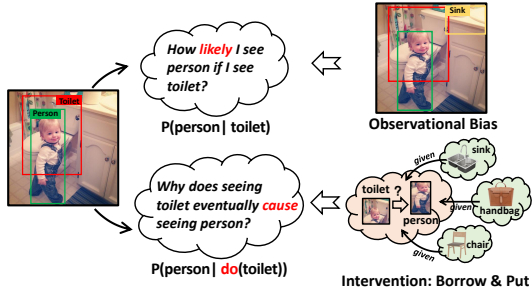 Toilet
Person
How likely I see
person if I see
toilet?
P(person| toilet)
Sink
Observational Bias
Why does seeing
toilet eventually cause
seeing person?
P(person| do(toilet))
given
sink
toilet
?
person
given
handbag
given
chair
Intervention: Borrow & Put